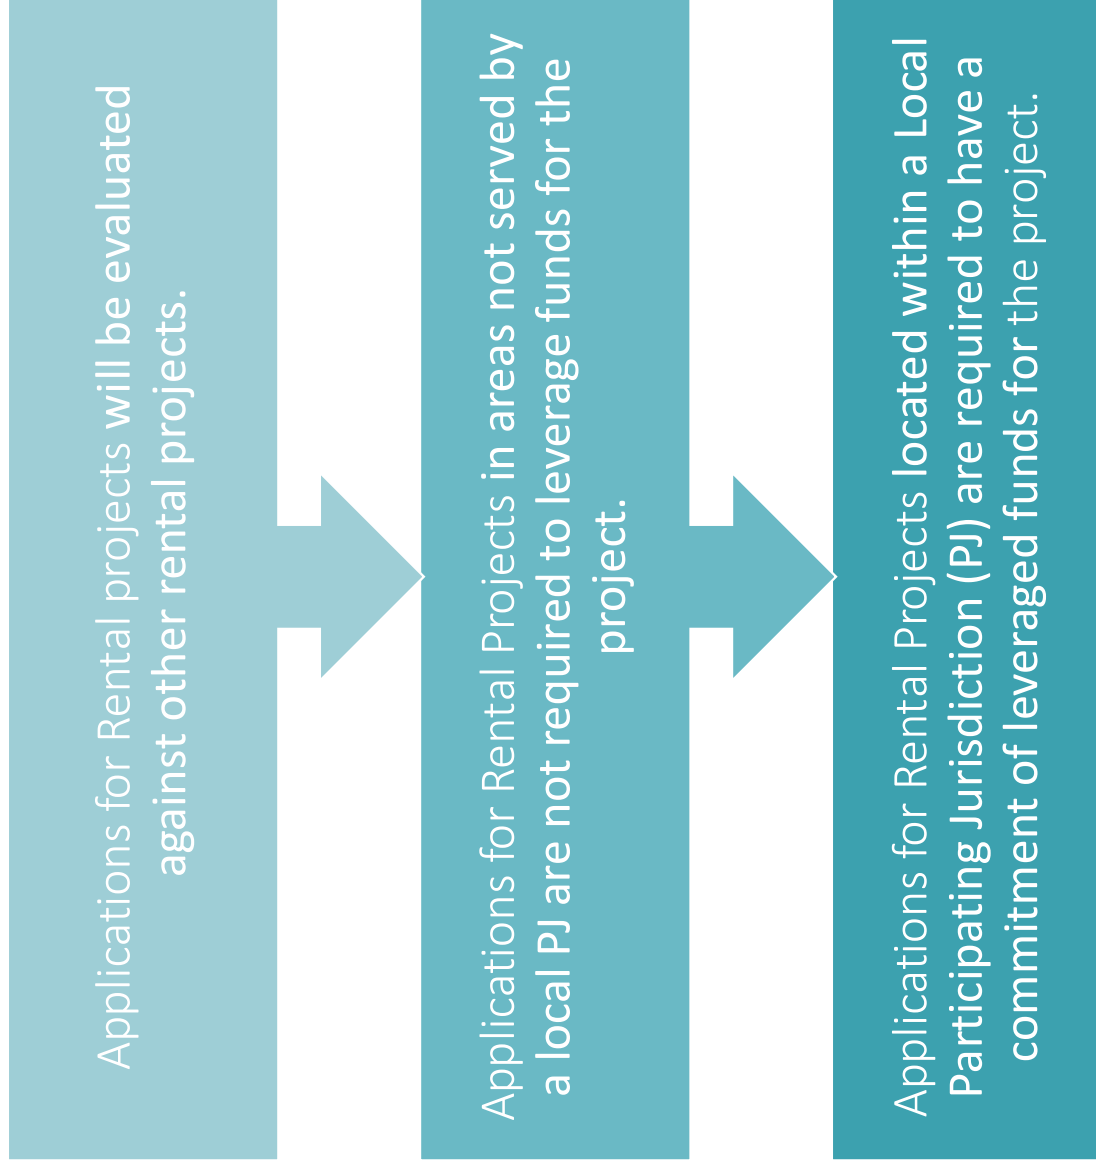 Applications for Rental projects will be evaluated
against other rental projects.
Applications for Rental Projects in areas not served by
a local PJ are not required to leverage funds for the
project.
Applications for Rental Projects located within a Local
Participating Jurisdiction (PJ) are required to have a
commitment of leveraged funds for the project.